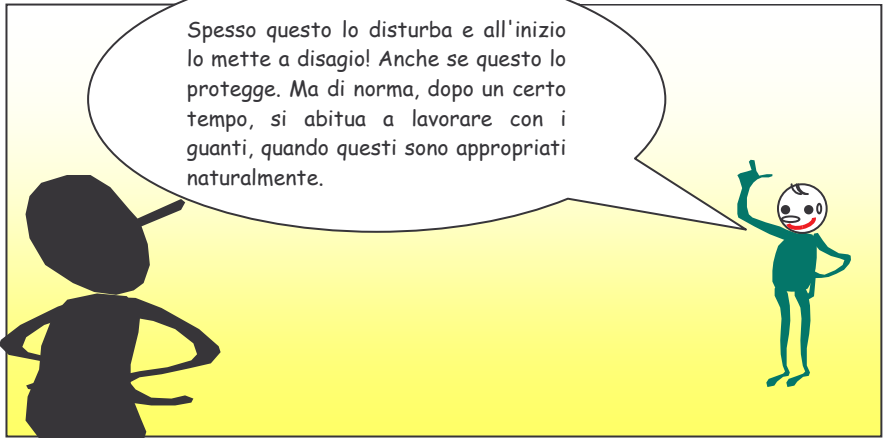 Spesso questo lo disturba e all'inizio
lo mette a disagio! Anche se questo lo
protegge. Ma di norma, dopo un certo
tempo, si abitua a lavorare con i
guanti, quando questi sono appropriati
naturalmente.